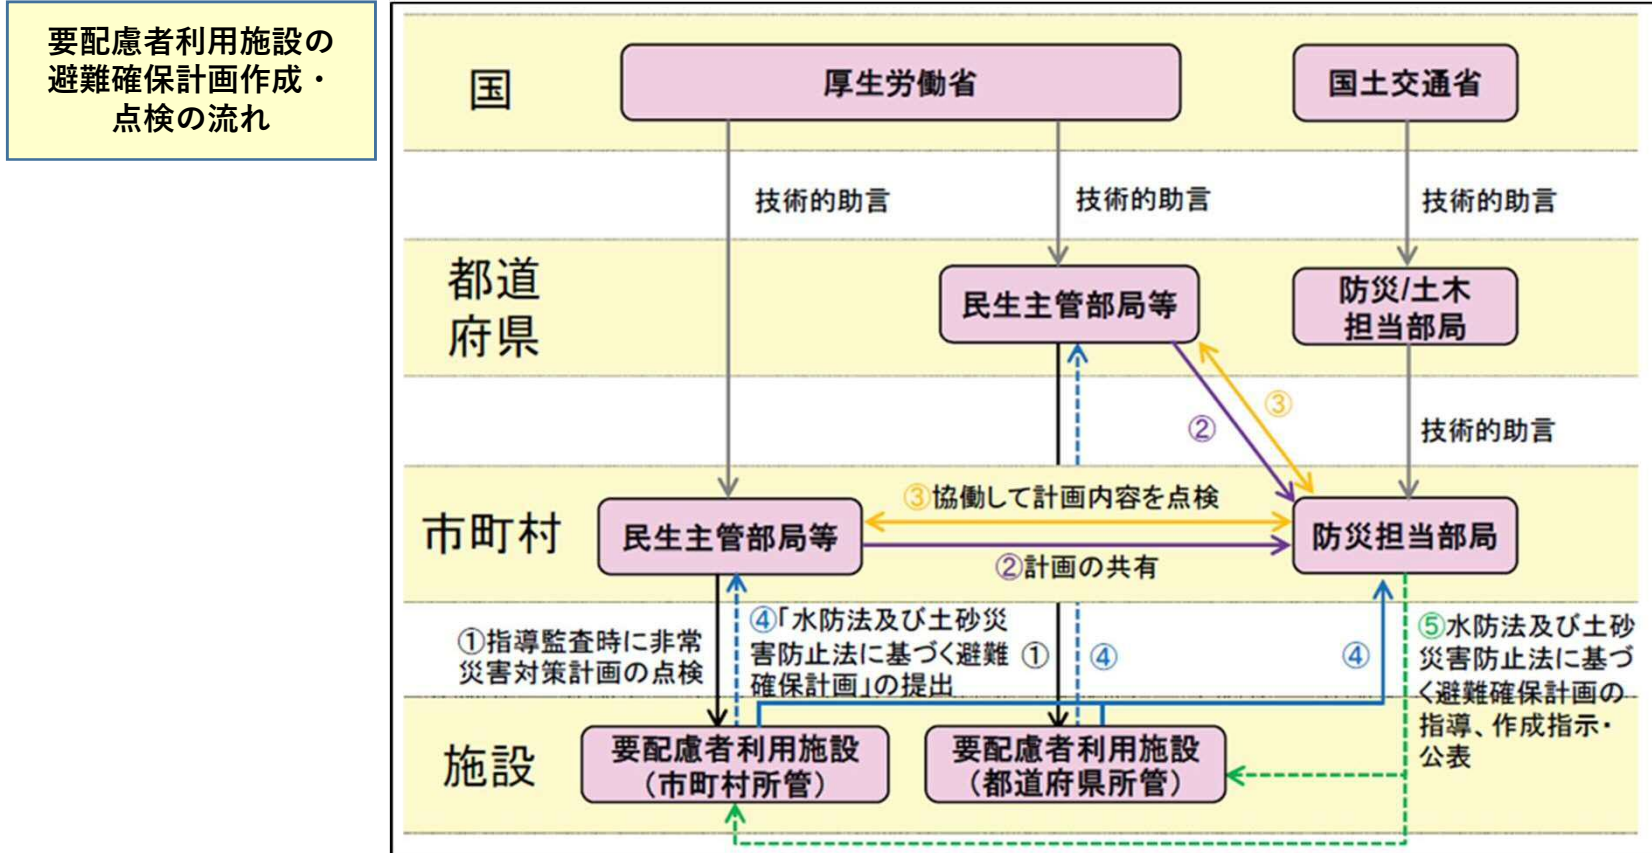 要配慮者利用施設の
避難確保計画作成・
点検の流れ
国
厚生労働省
国土交通省
技術的助言
技術的助言
技術的助言
都道
府県
民生主管部局等
防災/土木
担当部局
③
②
技術的助言
市町村
民生主管部局等
③協働して計画内容を点検
②計画の共有
防災担当部局
①指導監査時に非常
災害対策計画の点検
④「水防法及び土砂災
害防止法に基づく避難
確保計画」の提出
①
④
④
⑤水防法及び土砂
災害防止法に基づ
く避難確保計画の
指導、作成指示・
公表
施設
要配慮者利用施設
（市町村所管）
要配慮者利用施設
（都道府県所管）